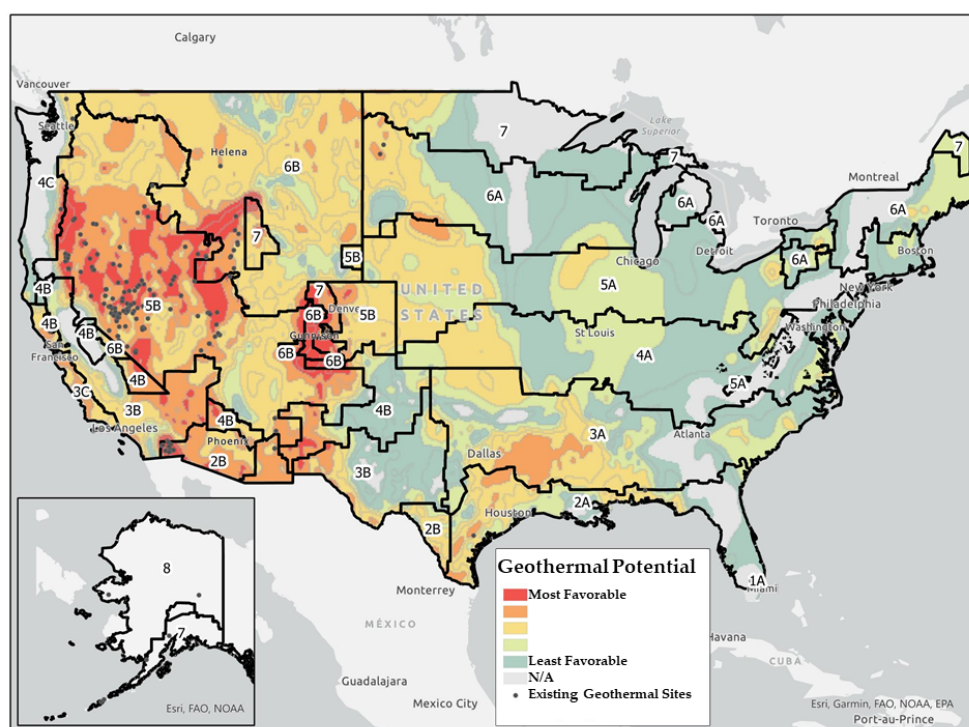 Calgary
Vancouver
Seattle
Helena
7
Lake
Superior
7
7
4C
6B
6A
6A
6A
Montreal
6A
Toronto
7
5B
Chicago
Detroit
6A
Boston
4B
7
UNITED
STATES
5A
New York
Philadelphia
5B
6B
Denver
5B
St Louis
Washington
4B
4B
San
Francisco
6B
6B
6B
4A
3C
4B
5A
3B
Los Angeles
4B
4B
3A
Atlanta
Phoenix
2B
3B
Dallas
2B
Houston
2A
1A
Miami
Monterrey
MÉXICO
Havana
CUBA
Guadalajara
Mexico City
Port-au-Prince
8
7
Esri, FAO, NOAA
Geothermal Potential
Most Favorable
Least Favorable
N/A
Existing Geothermal Sites
Esri, Garmin, FAO, NOAA, EPA